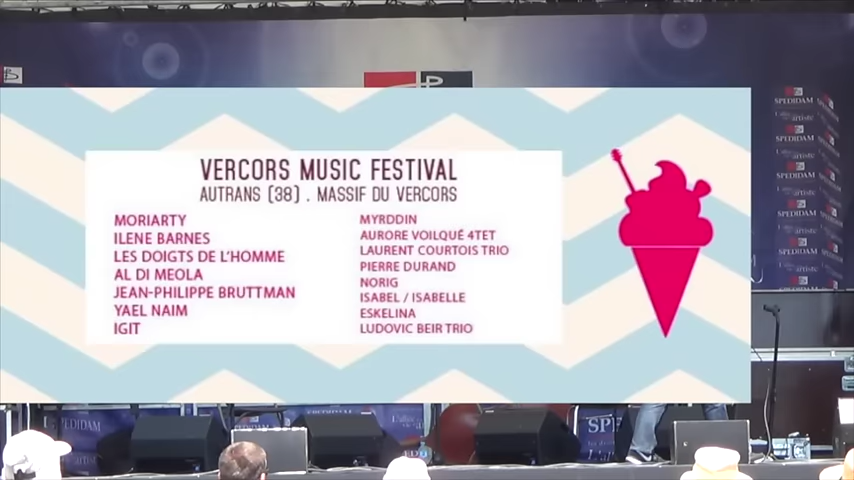 VERCORS MUSIC FESTIVAL
AUTRANS (38) . MASSIF DU VERCORS
MORIARTY
ILENE BARNES
LES DOIGTS DE L'HOMME
AL DI MEOLA
JEAN-PHILIPPE BRUTTMAN
YAEL NAIM
IGIT
MYRDDIN
AURORE VOILQUÉ 4TET
LAURENT COURTOIS TRIO
PIERRE DURAND
NORIG
ISABEL / ISABELLE
ESKELINA
LUDOVIC BEIR TRIO
SPEDIDAM
SPEDIDAM
SPEDIDAM
SPEDIDAM
SPEDIDAM
SPEDIDAM
SPEDIDAM